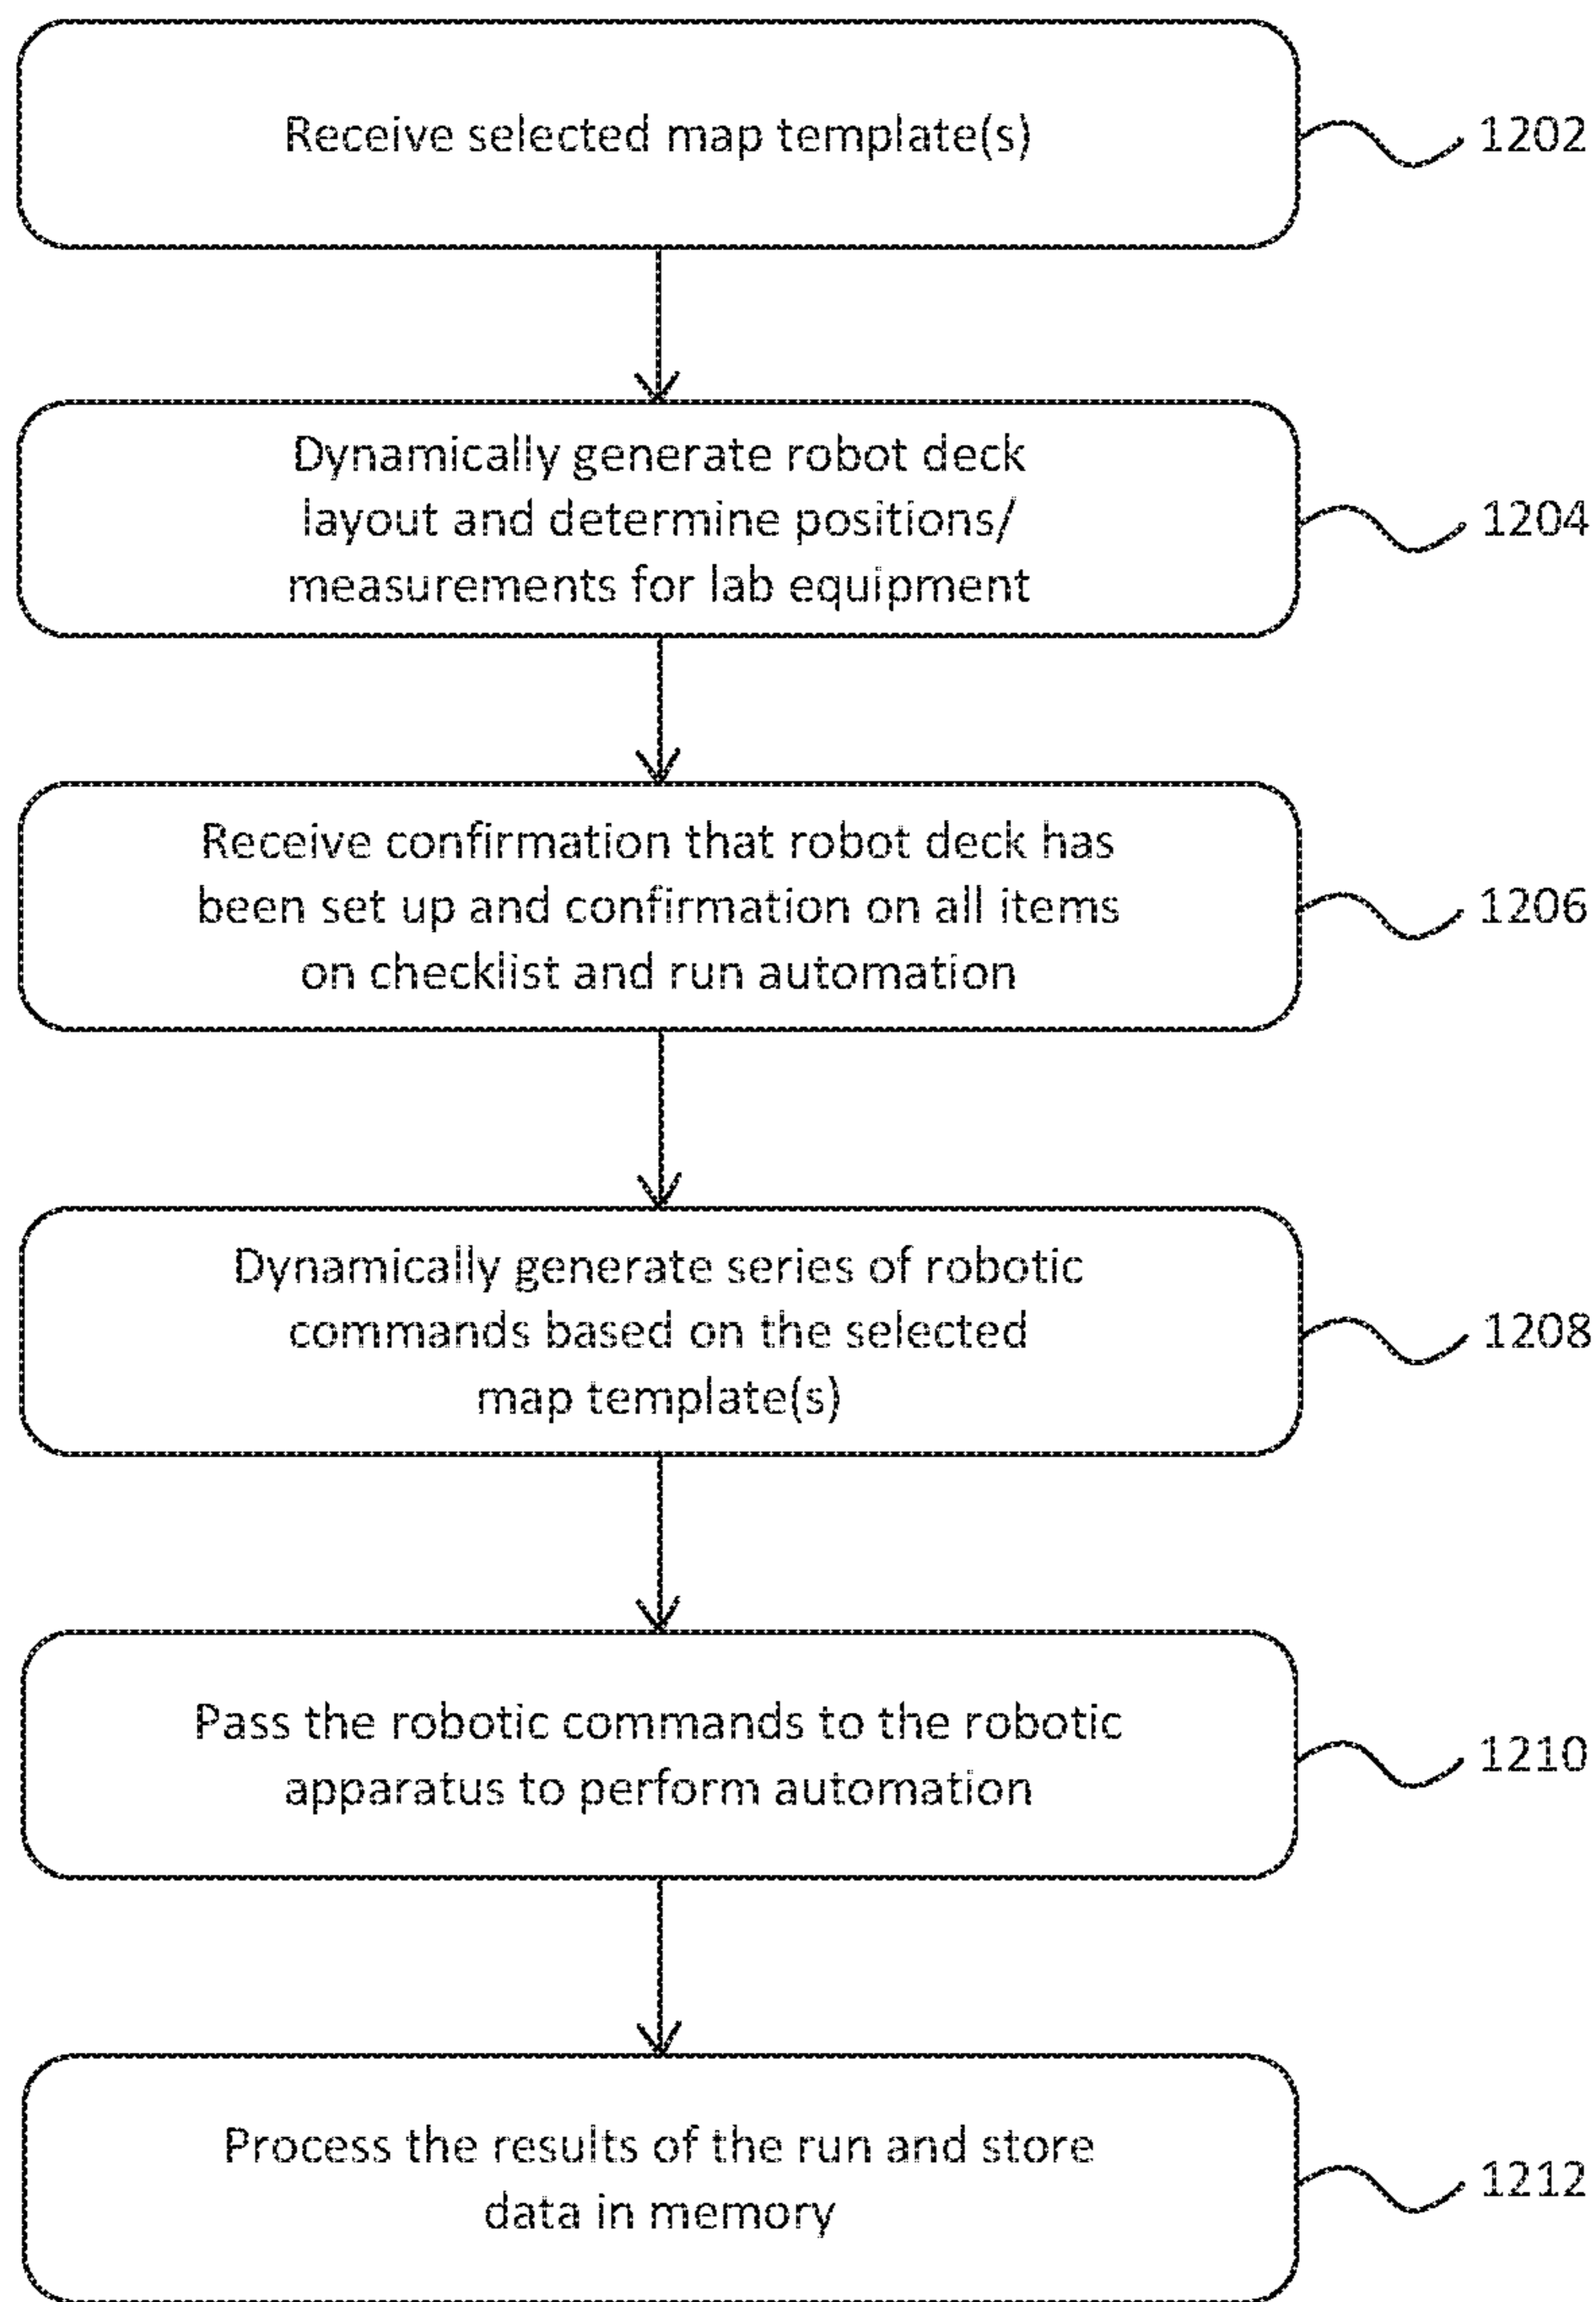 Receive selected map template(s)
1202
Dynamically generate robot deck
layout and determine positions/
measurements for lab equipment
1204
Receive confirmation that robot deck has
been set up and confirmation on all items
on checklist and run automation
1206
Dynamically generate series of robotic
commands based on the selected
map template(s)
1208
Pass the robotic commands to the robotic
apparatus to perform automation
1210
Process the results of the run and store
data in memory
1212